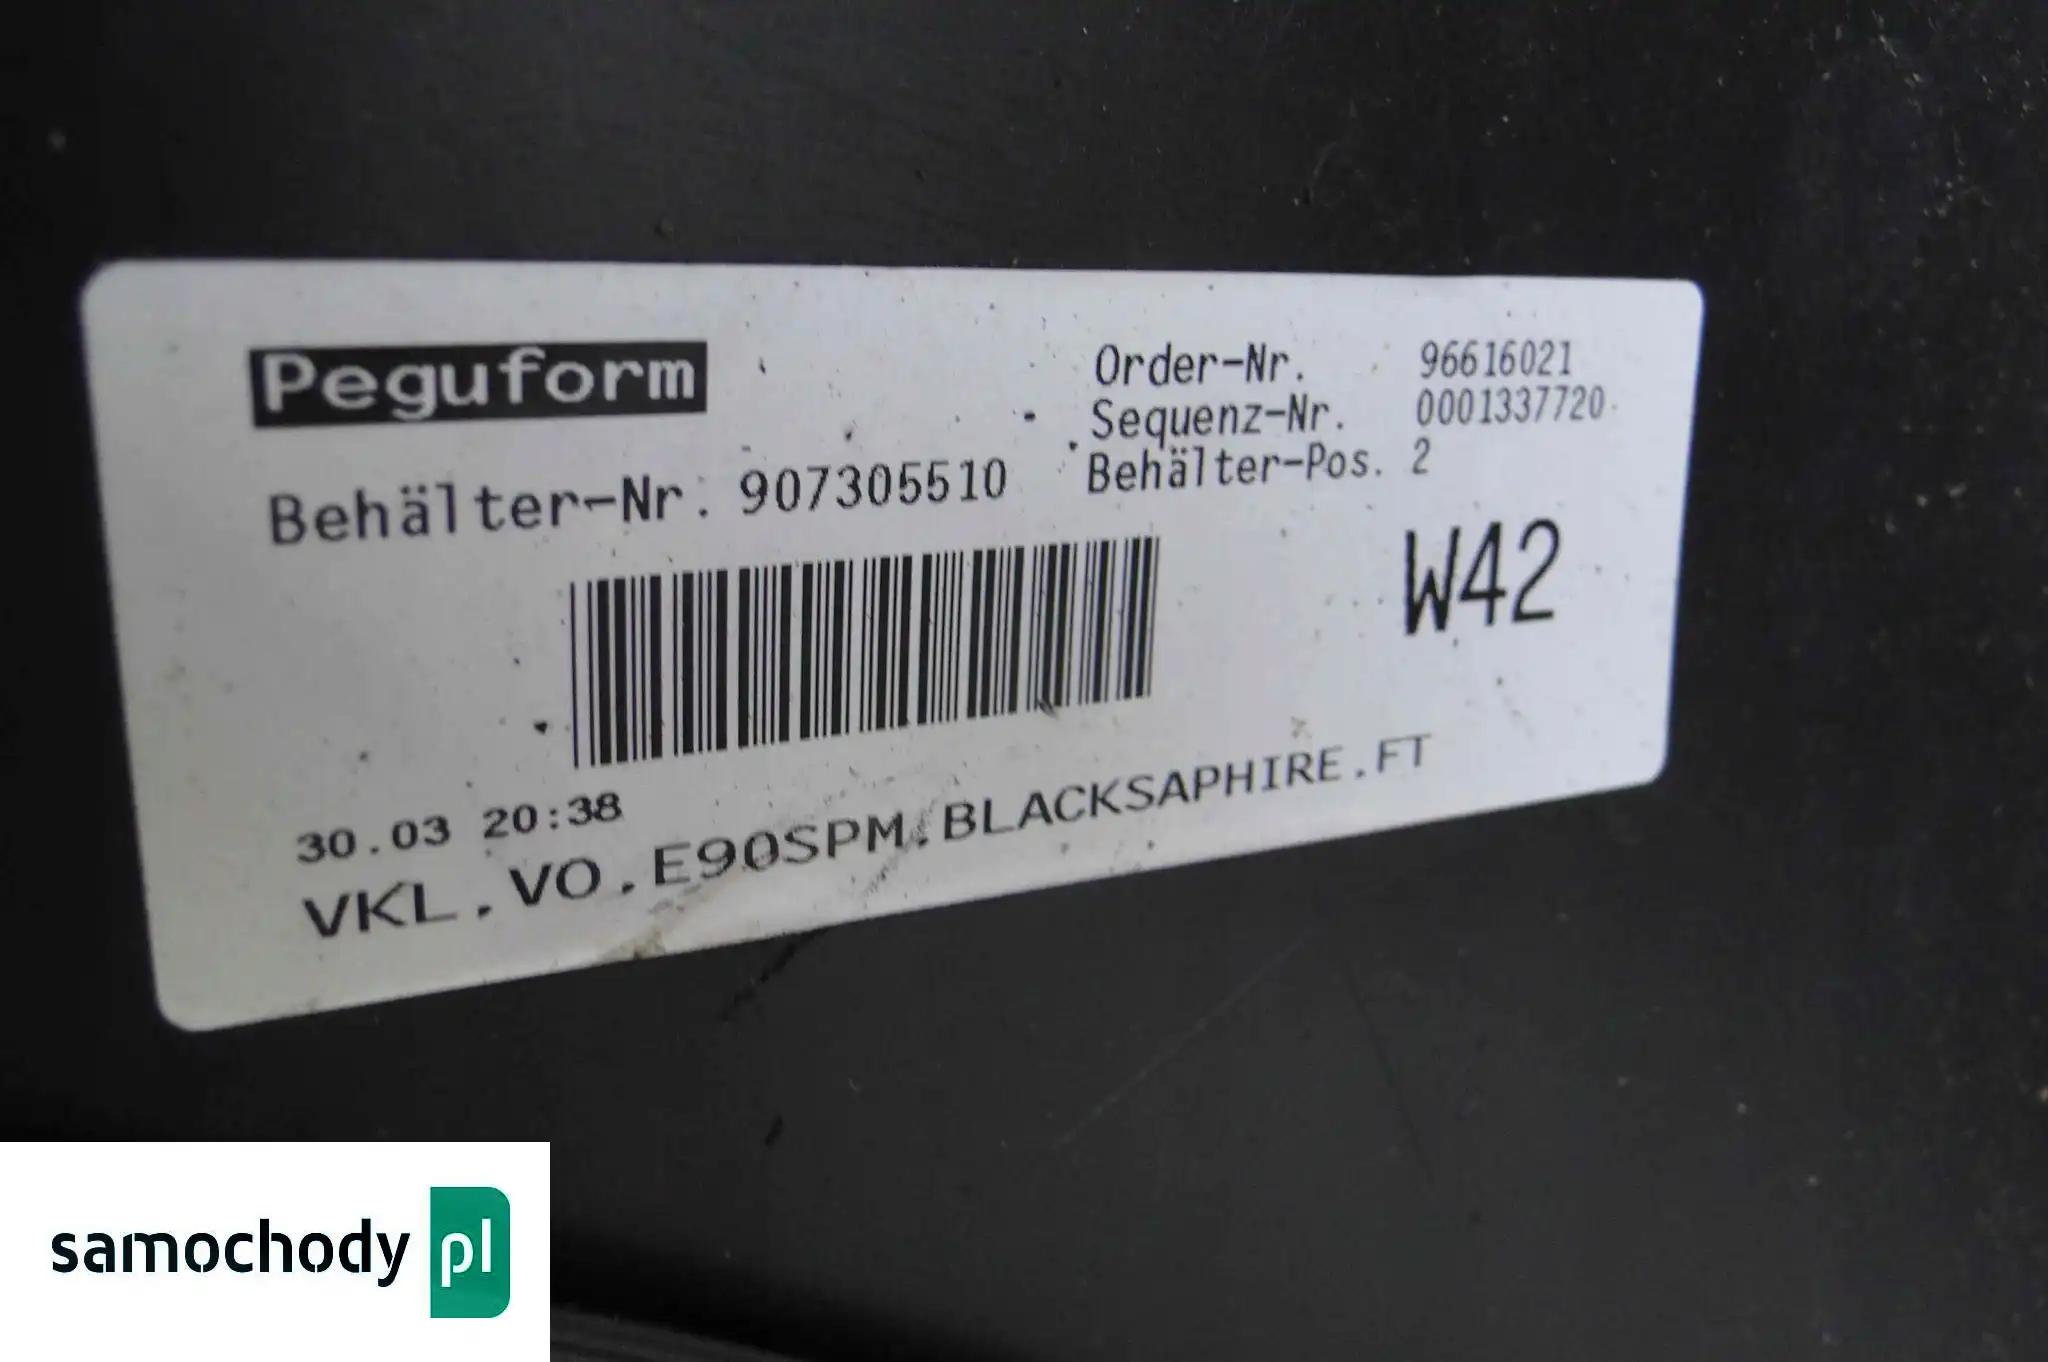 Peguform
Order-Nr. 96616021
Sequenz-Nr. 0001337720
Behälter-Nr. 907305510
Behälter-Pos. 2
W42
30.03 20:38
VKL.VO.E90SPM.BLACKSAPHIRE.FT
samochody pl